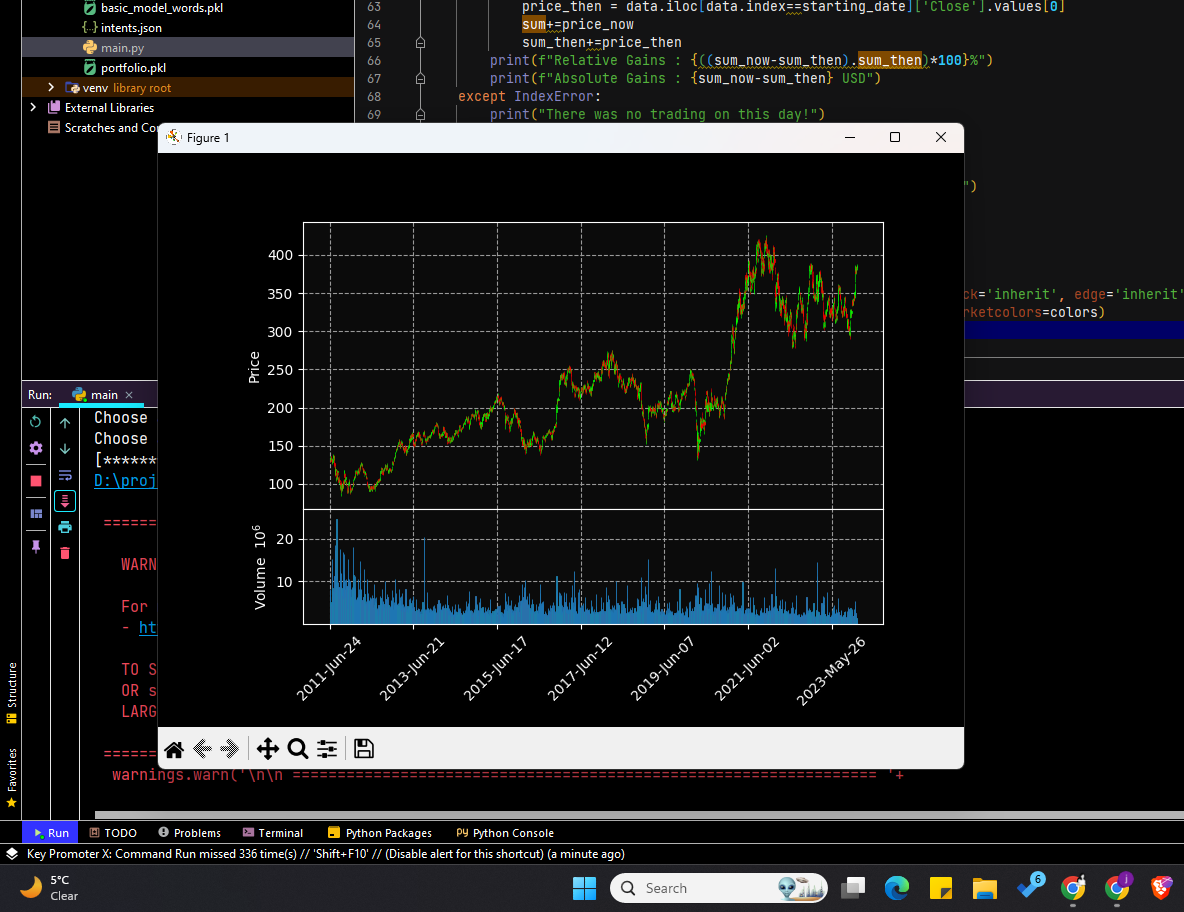 basic_model_words.pkl
intents.json
main.py
portfolio.pkl
venv library root
External Libraries
Scratches and Co
63 price_then = data.iloc[data.index==starting_date]['Close'].values[0]
64 sum+=price_now
65 sum_then+=price_then
66 print(f"Relative Gains : {((sum_now-sum_then).sum_then)*100}%")
67 print(f"Absolute Gains : {sum_now-sum_then} USD")
68 except IndexError:
69 print("There was no trading on this day!")
")
ck='inherit', edge='inherit'
rketcolors=colors)
Figure 1
Price
400
350
300
250
200
150
100
Volume 10^6
20
10
2011-Jun-24
2013-Jun-21
2015-Jun-17
2017-Jun-12
2019-Jun-07
2021-Jun-02
2023-May-26
Run: main
Choose
Choose
[*******
D:\proj
=======
WARN
For
- ht
TO S
OR s
LARG
=======
warnings.warn('\n\n ================================================================ '+
Structure
Favorites
Run
TODO
Problems
Terminal
Python Packages
Python Console
Key Promoter X: Command Run missed 336 time(s) // 'Shift+F10' // (Disable alert for this shortcut) (a minute ago)
5°C
Clear
Search
6
j